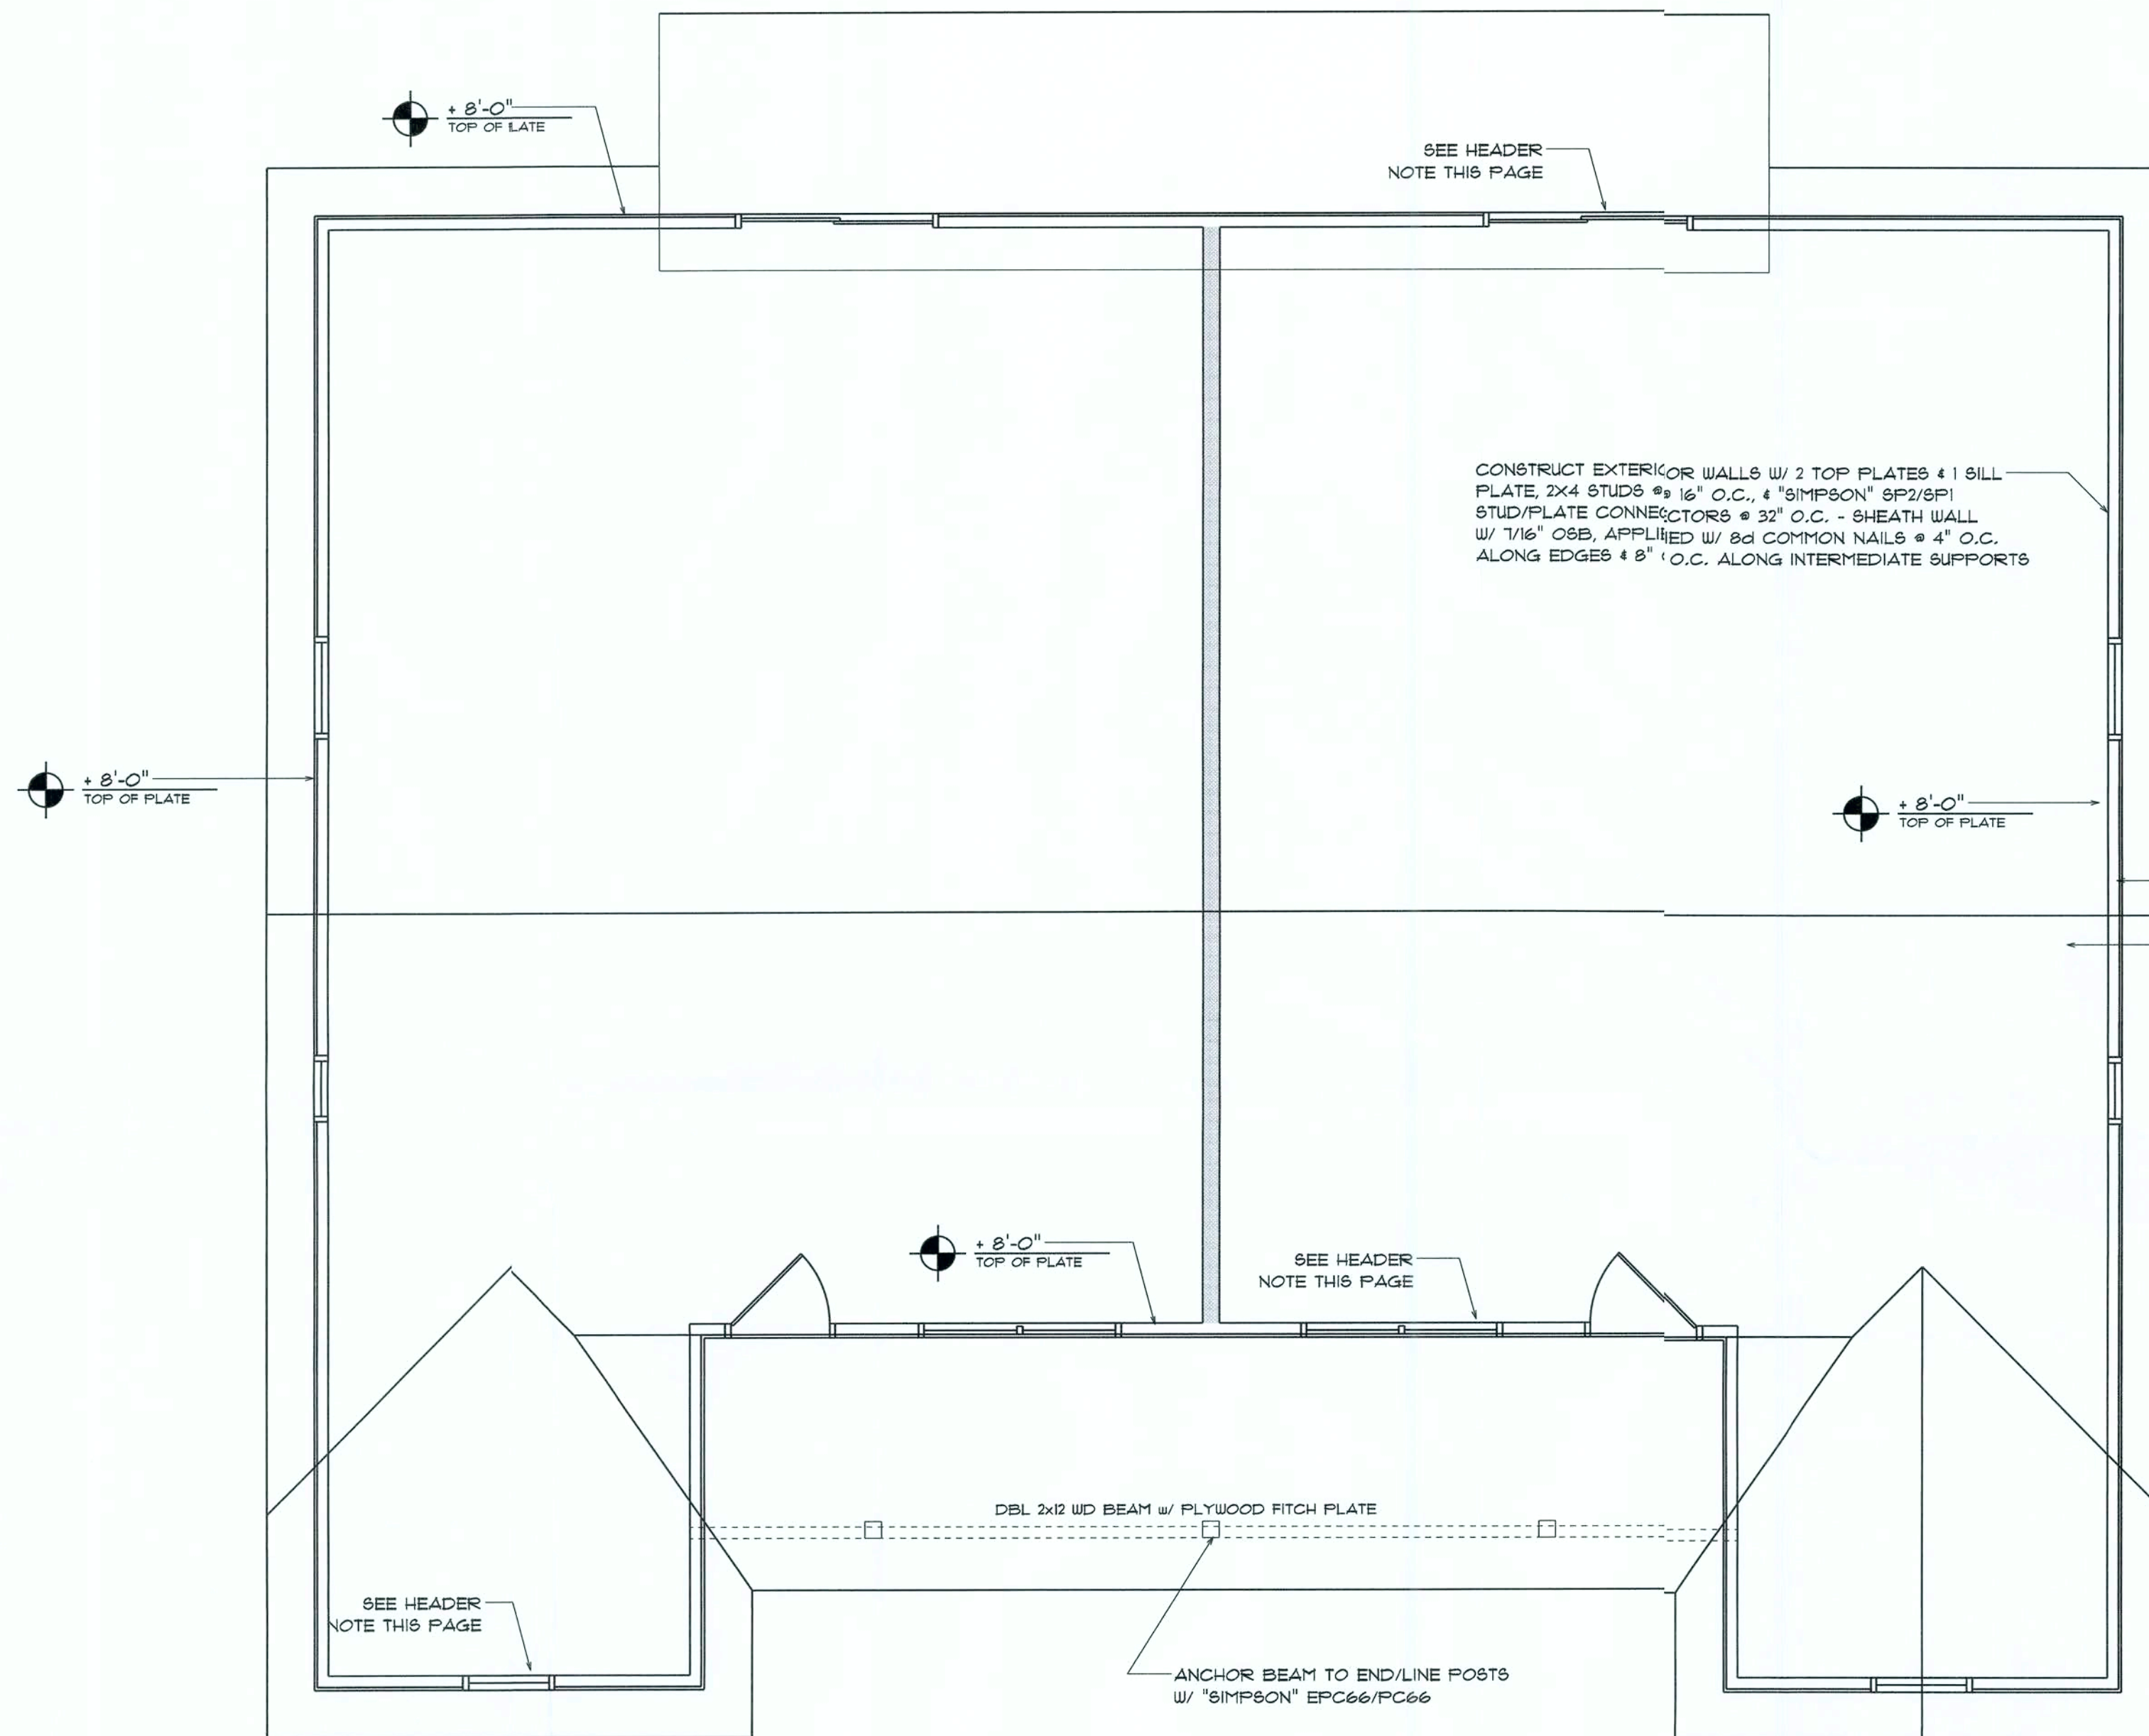 + 8'-0"
TOP OF LATE
SEE HEADER
NOTE THIS PAGE
CONSTRUCT EXTERIOR WALLS W/ 2 TOP PLATES & 1 SILL
PLATE, 2X4 STUDS @ 16" O.C., & "SIMPSON" SP2/SP1
STUD/PLATE CONNECTORS @ 32" O.C. - SHEATH WALL
W/ 7/16" OSB, APPLIED W/ 8d COMMON NAILS @ 4" O.C.
ALONG EDGES & 8" O.C. ALONG INTERMEDIATE SUPPORTS
+ 8'-0"
TOP OF PLATE
+ 8'-0"
TOP OF PLATE
+ 8'-0"
TOP OF PLATE
SEE HEADER
NOTE THIS PAGE
DBL 2x12 WD BEAM w/ PLYWOOD FITCH PLATE
SEE HEADER
NOTE THIS PAGE
ANCHOR BEAM TO END/LINE POSTS
W/ "SIMPSON" EPC66/PC66